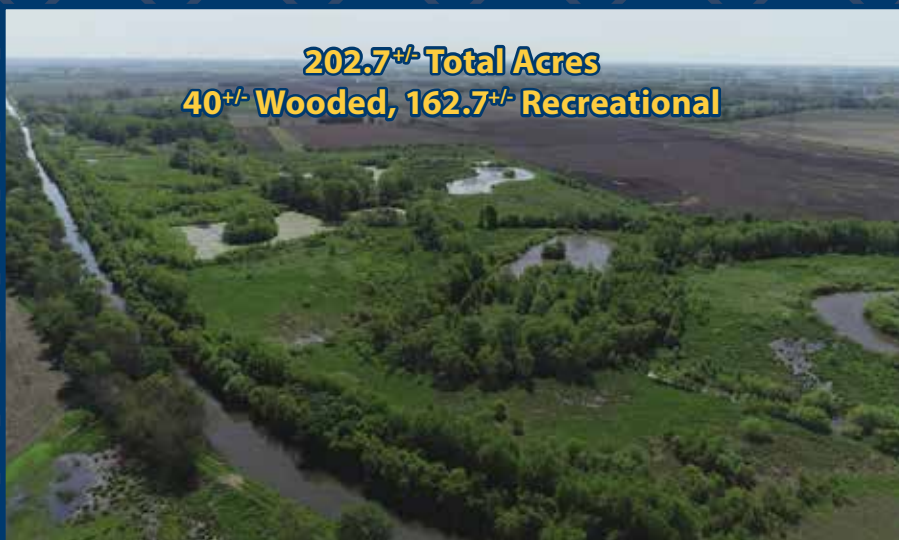 202.7+/- Total Acres
40+/- Wooded, 162.7+/- Recreational